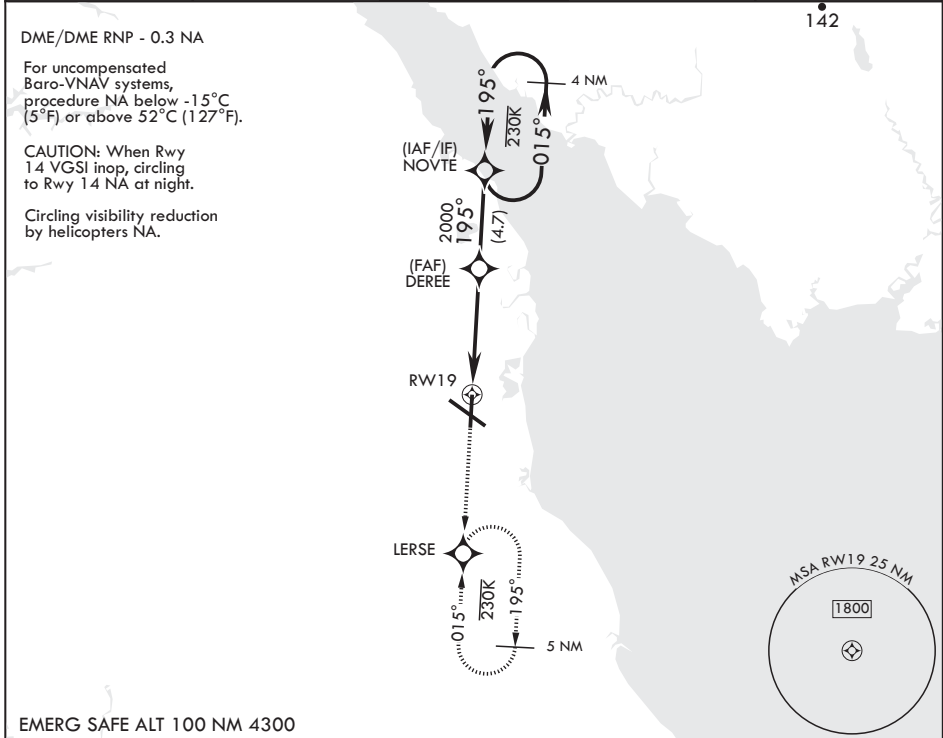 142
DME/DME RNP - 0.3 NA
For uncompensated
Baro-VNAV systems,
procedure NA below -15°C
(5°F) or above 52°C (127°F).
CAUTION: When Rwy
14 VGSI inop, circling
to Rwy 14 NA at night.
Circling visibility reduction
by helicopters NA.
4 NM
195°
230K
015°
(IAF/IF)
NOVTE
2000
195°
(4.7)
(FAF)
DEREE
RW19
LERSE
015°
230K
195°
5 NM
MSA RW19 25 NM
1800
EMERG SAFE ALT 100 NM 4300